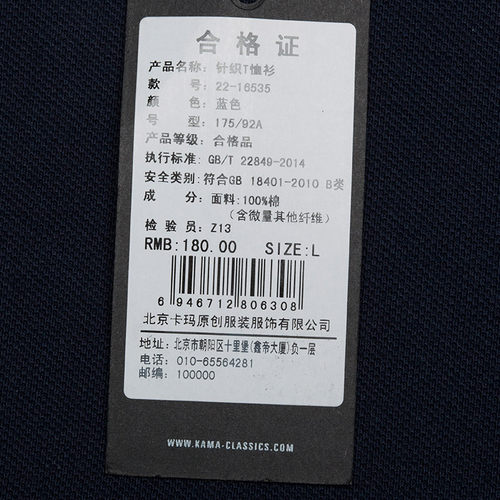 合格证
产品名称: 针织T恤衫
款 号: 22-16535
颜 色: 蓝色
号 型: 175/92A
产品等级: 合格品
执行标准: GB/T 22849-2014
安全类别: 符合GB 18401-2010 B类
成 分: 面料:100%棉
(含微量其他纤维)
检 验 员: Z13
RMB:180.00 SIZE:L
6 946712 806308
北京卡玛原创服装服饰有限公司
地址: 北京市朝阳区十里堡(鑫帝大厦)负一层
电话: 010-65564281
邮编: 100000
WWW.KAMA-CLASSICS.COM